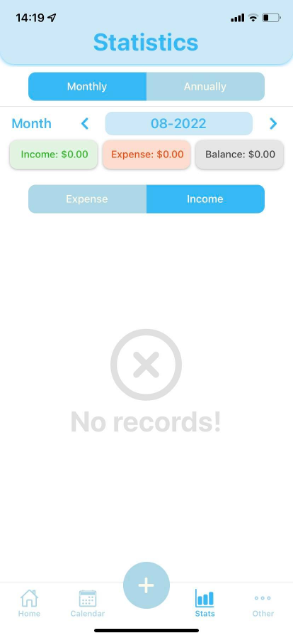 14:19
Statistics
Monthly Annually
Month 08-2022
Income: $0.00 Expense: $0.00 Balance: $0.00
Expense Income
No records!
Home Calendar + Stats Other